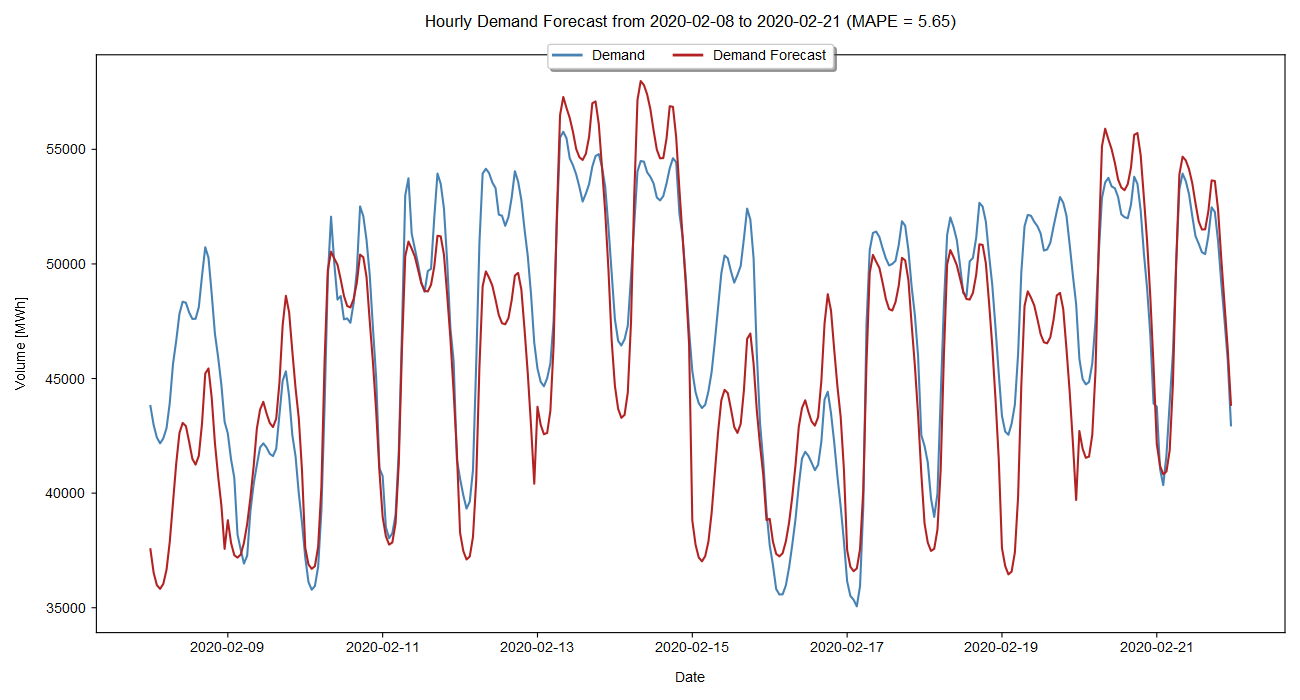 Hourly Demand Forecast from 2020-02-08 to 2020-02-21 (MAPE = 5.65)
Demand Demand Forecast
Volume [MWh]
55000
50000
45000
40000
35000
2020-02-09 2020-02-11 2020-02-13 2020-02-15 2020-02-17 2020-02-19 2020-02-21
Date